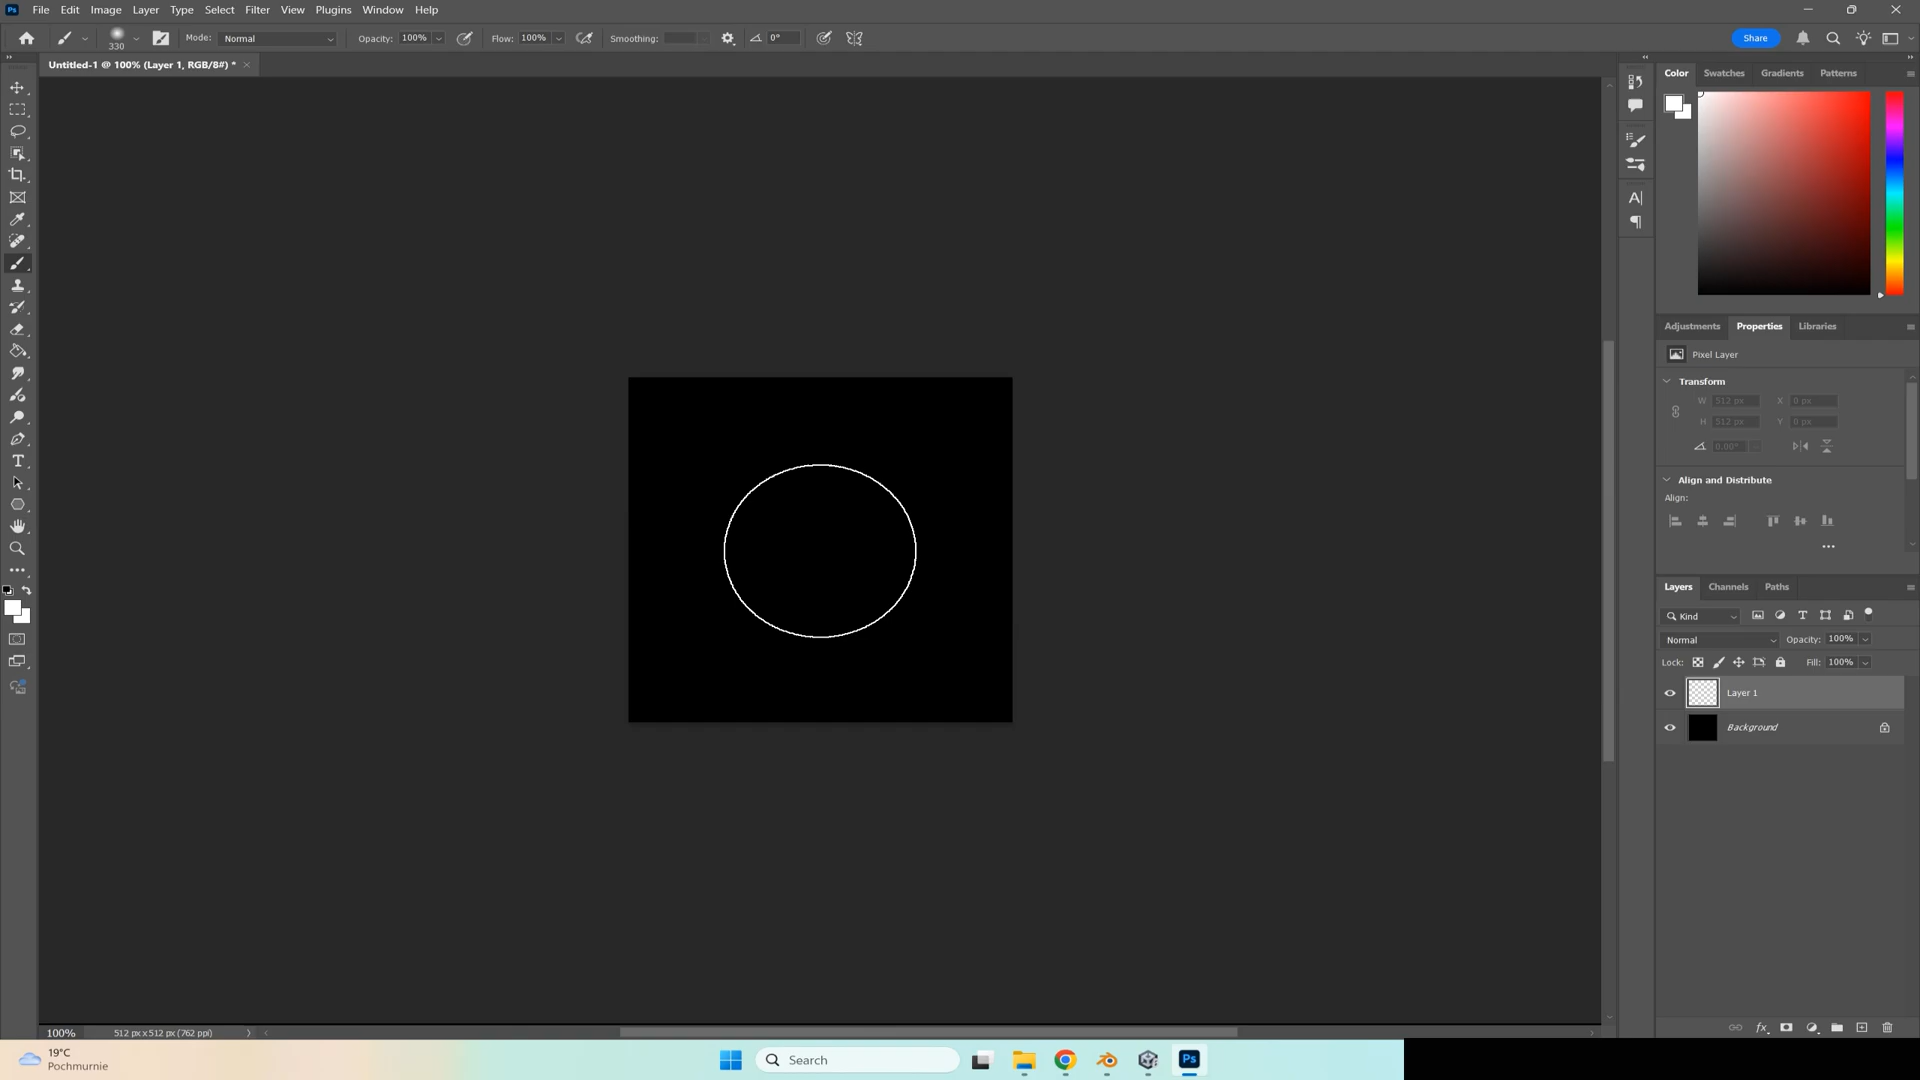 Ps File Edit Image Layer Type Select Filter View Plugins Window Help
330 Mode: Normal Opacity: 100% Flow: 100% Smoothing: 0° Share
Untitled-1 @ 100% (Layer 1, RGB/8#) *
Color Swatches Gradients Patterns
Adjustments Properties Libraries
Pixel Layer
Transform
W 512 px X 0 px
H 512 px Y 0 px
0.00°
Align and Distribute
Align:
Layers Channels Paths
Kind
Normal Opacity: 100%
Lock: Fill: 100%
Layer 1
Background
100% 512 px x 512 px (762 ppi)
19°C
Pochmurnie
Search
Ps